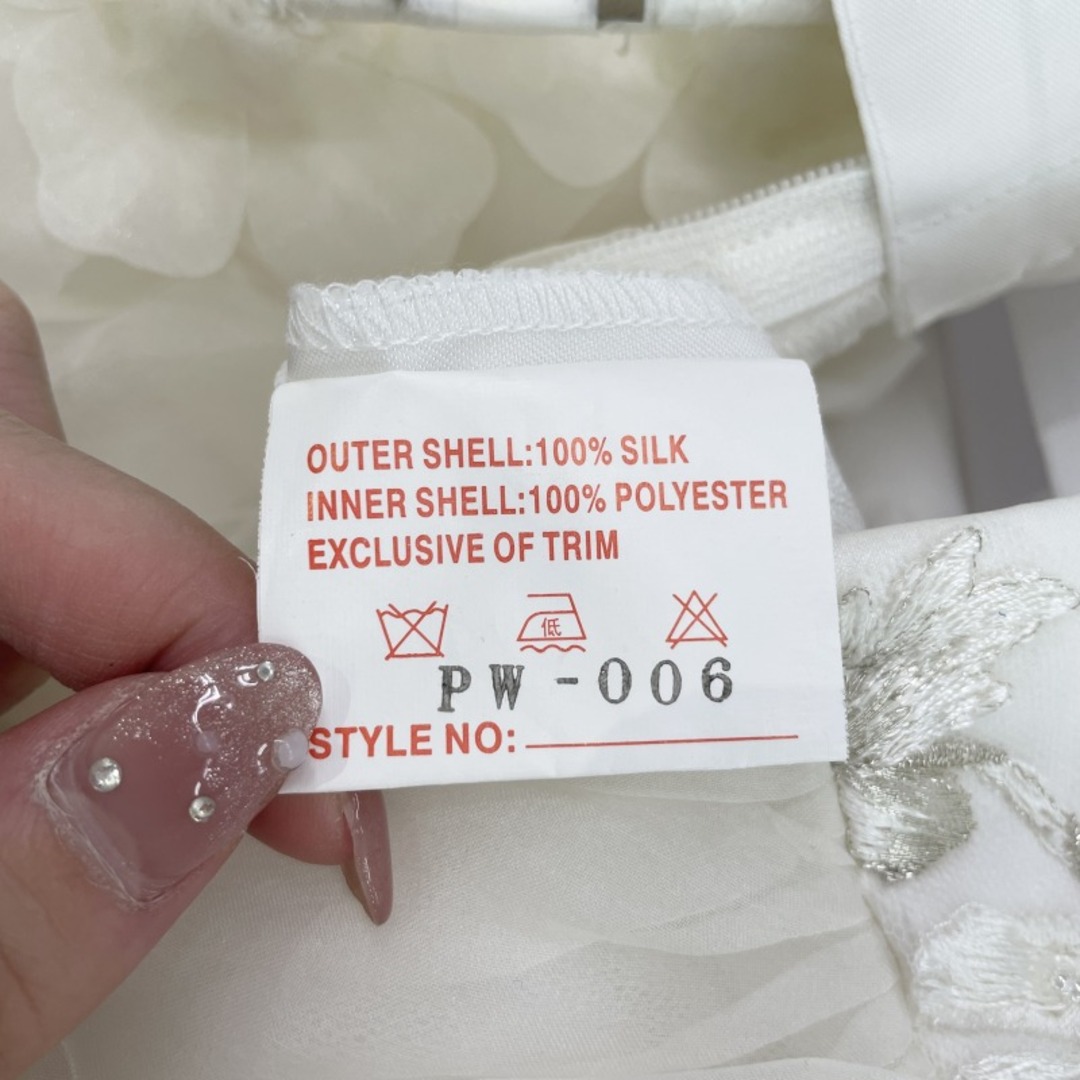 OUTER SHELL:100% SILK
INNER SHELL:100% POLYESTER
EXCLUSIVE OF TRIM
低
PW-006
STYLE NO: